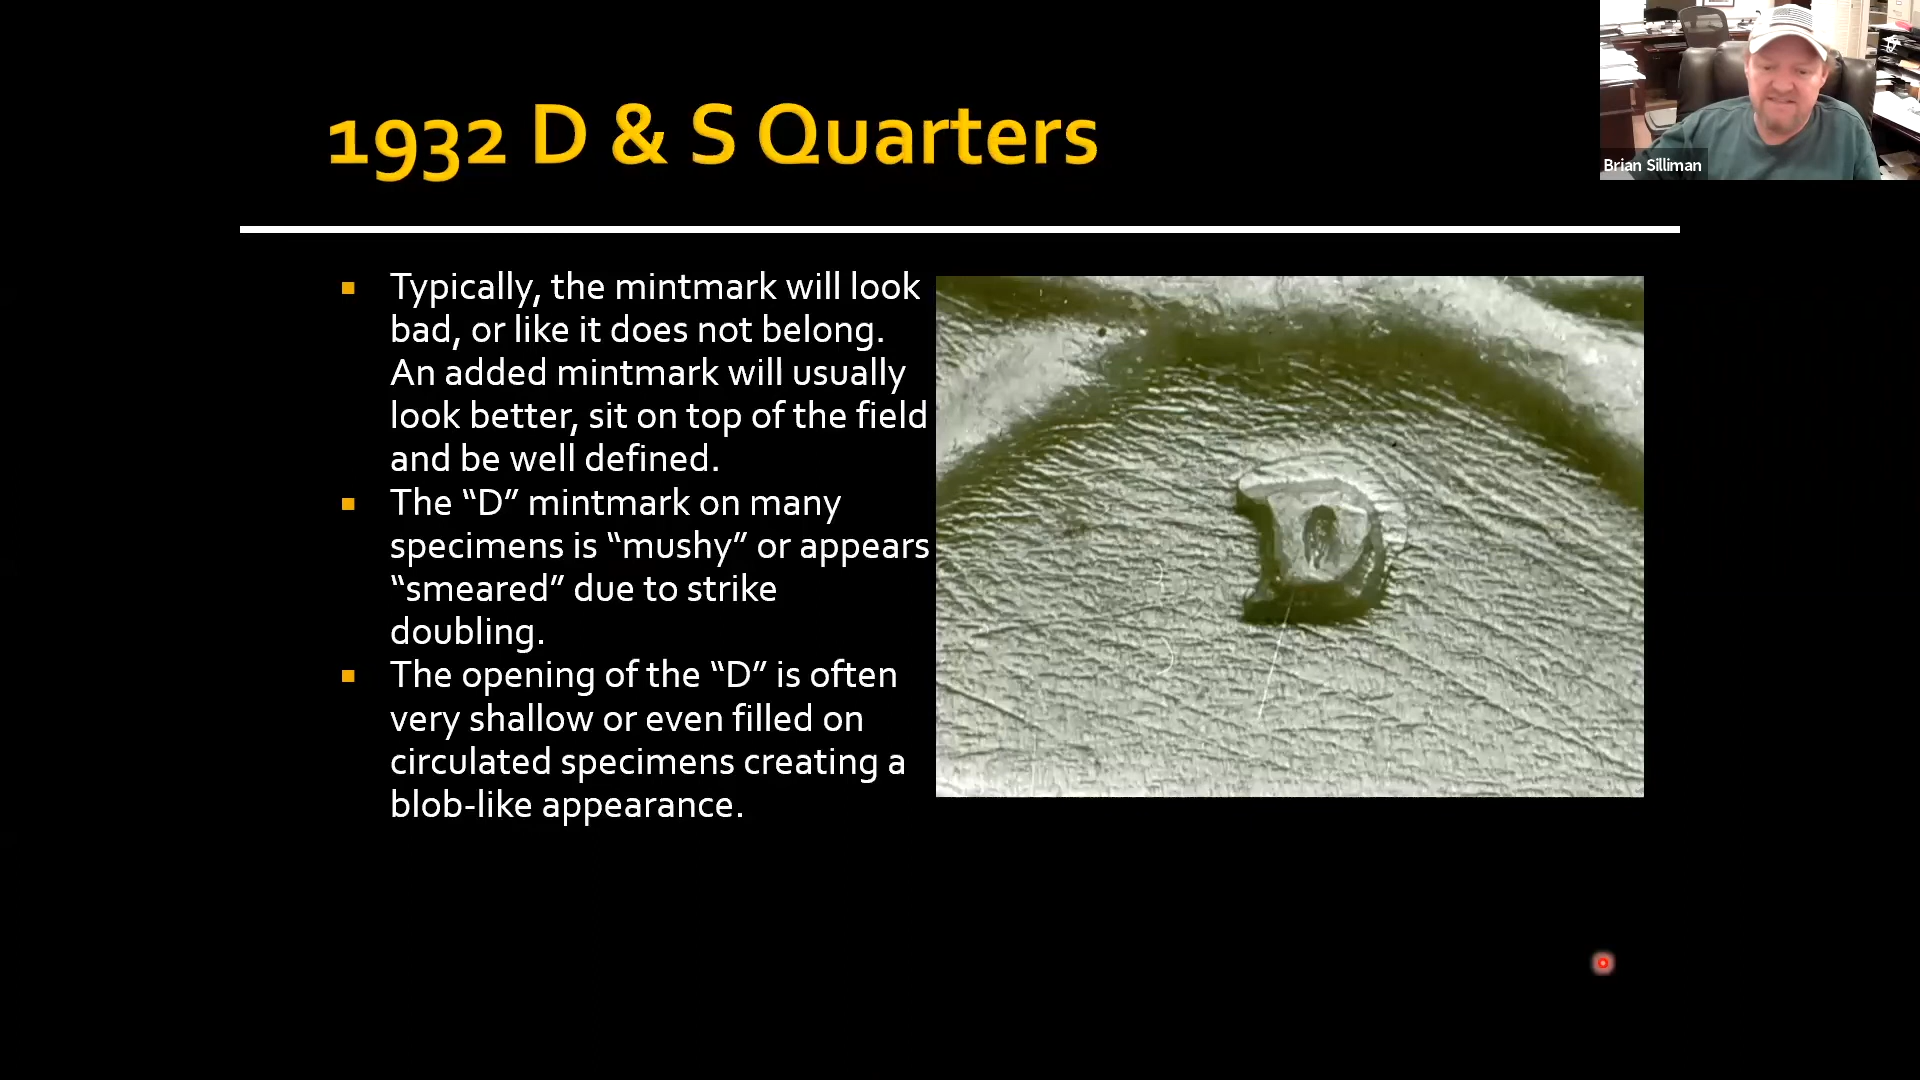 1932 D & S Quarters
Brian Silliman
Typically, the mintmark will look
bad, or like it does not belong.
An added mintmark will usually
look better, sit on top of the field
and be well defined.
The “D” mintmark on many
specimens is “mushy” or appears
“smeared” due to strike
doubling.
The opening of the “D” is often
very shallow or even filled on
circulated specimens creating a
blob-like appearance.
D